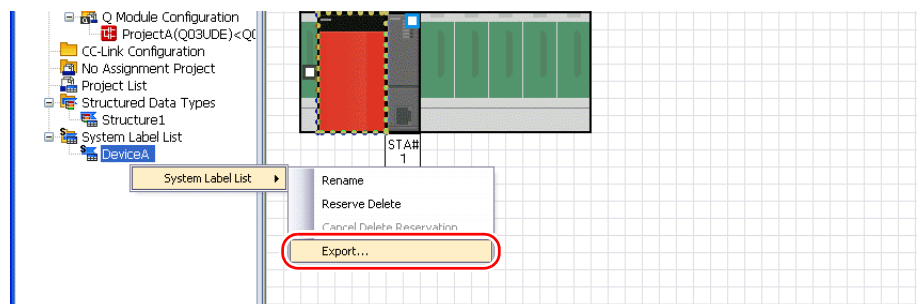 Q Module Configuration
ProjectA(Q03UDE)<Q(
CC-Link Configuration
No Assignment Project
Project List
Structured Data Types
Structure1
System Label List
DeviceA
STA#
1
System Label List
Rename
Reserve Delete
Cancel Delete Reservation
Export...